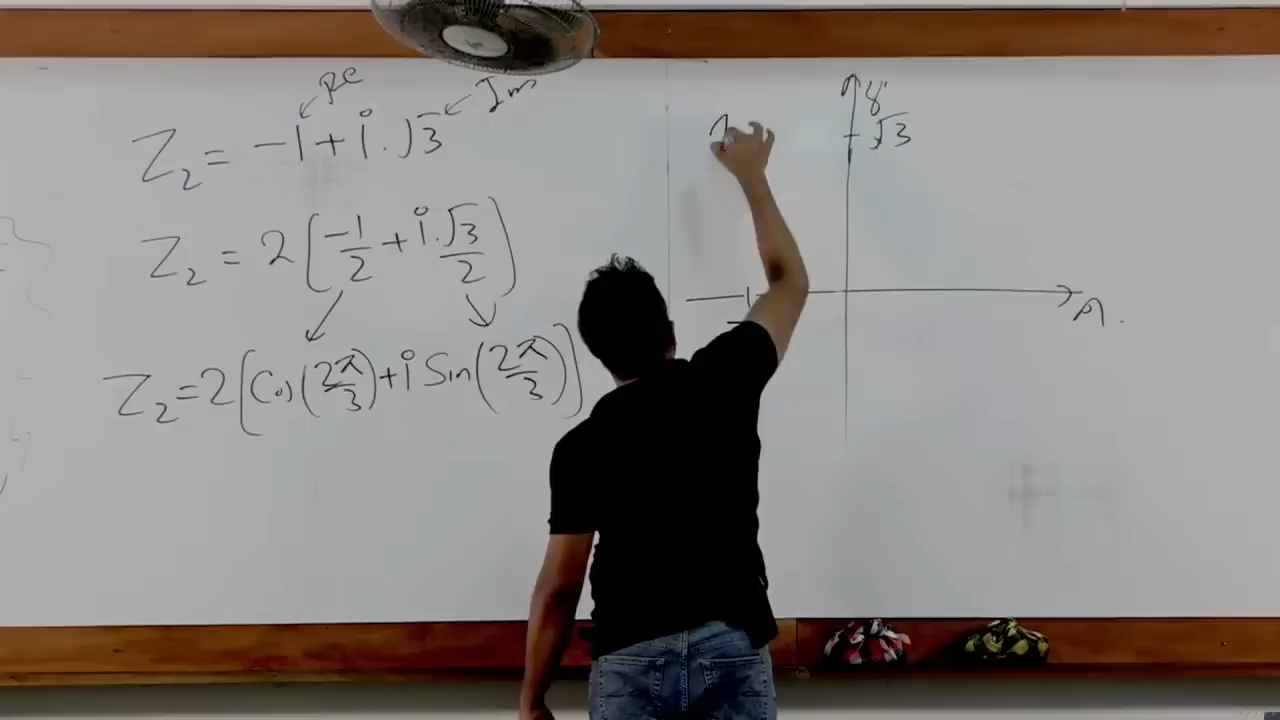 Re
Im
Z₂ = -1 + i.√3
Z₂ = 2(-1/2 + i.√3/2)
Z₂ = 2(Cos(2π/3) + i Sin(2π/3))
y
√3
x